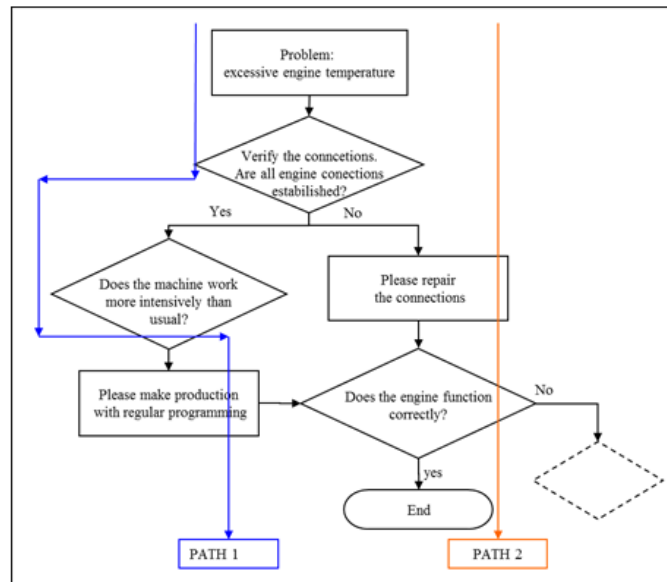 Problem:
excessive engine temperature
Verify the conncetions.
Are all engine conections
estabilished?
Yes
No
Does the machine work
more intensively than
usual?
Please repair
the connections
Please make production
with regular programming
Does the engine function
correctly?
No
yes
End
PATH 1
PATH 2